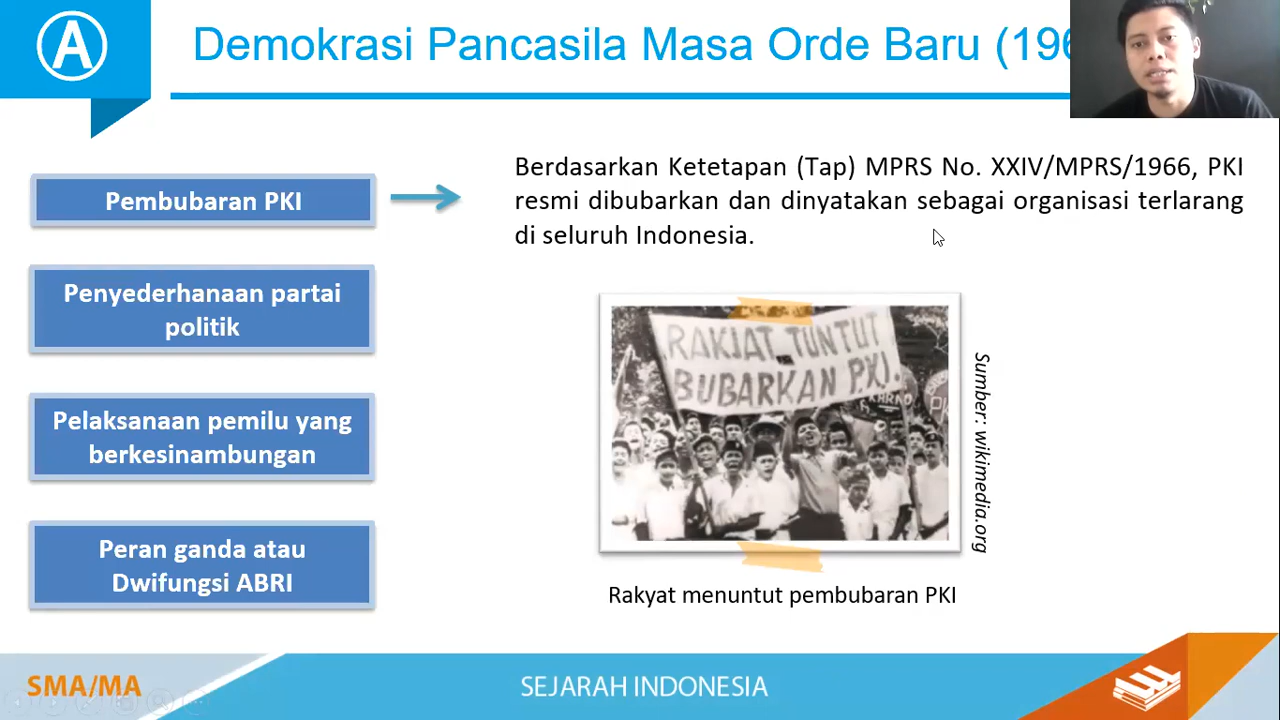 A
Demokrasi Pancasila Masa Orde Baru (196
Pembubaran PKI
Berdasarkan Ketetapan (Tap) MPRS No. XXIV/MPRS/1966, PKI
resmi dibubarkan dan dinyatakan sebagai organisasi terlarang
di seluruh Indonesia.
Penyederhanaan partai
politik
Pelaksanaan pemilu yang
berkesinambungan
Peran ganda atau
Dwifungsi ABRI
RAKJAT TUNTUT
BUBARKAN P.K.I.
PK
Sumber: wikimedia.org
Rakyat menuntut pembubaran PKI
SMA/MA
SEJARAH INDONESIA